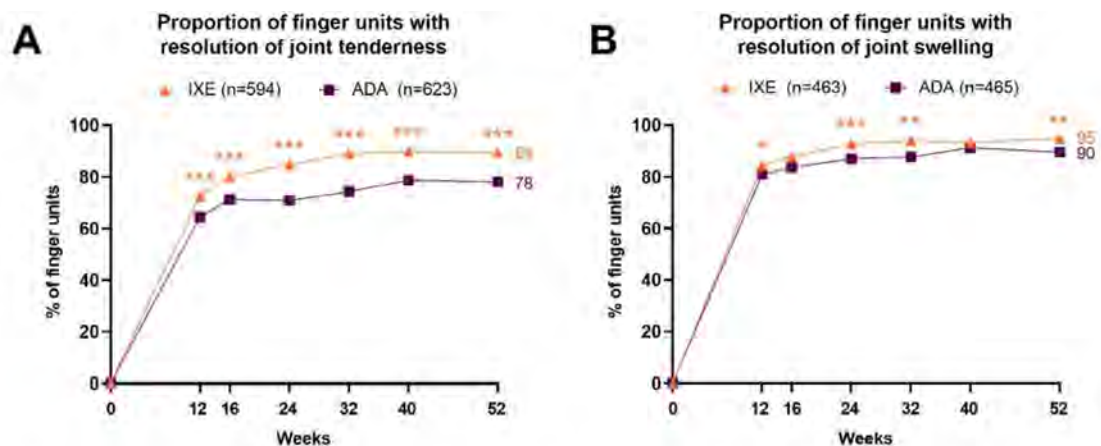 A
Proportion of finger units with
resolution of joint tenderness
IXE (n=594) ADA (n=623)
% of finger units
100
80
60
40
20
0
***
***
***
***
***
***
89
78
0 12 16 24 32 40 52
Weeks
B
Proportion of finger units with
resolution of joint swelling
IXE (n=463) ADA (n=465)
% of finger units
100
80
60
40
20
0
*
***
**
**
95
90
0 12 16 24 32 40 52
Weeks